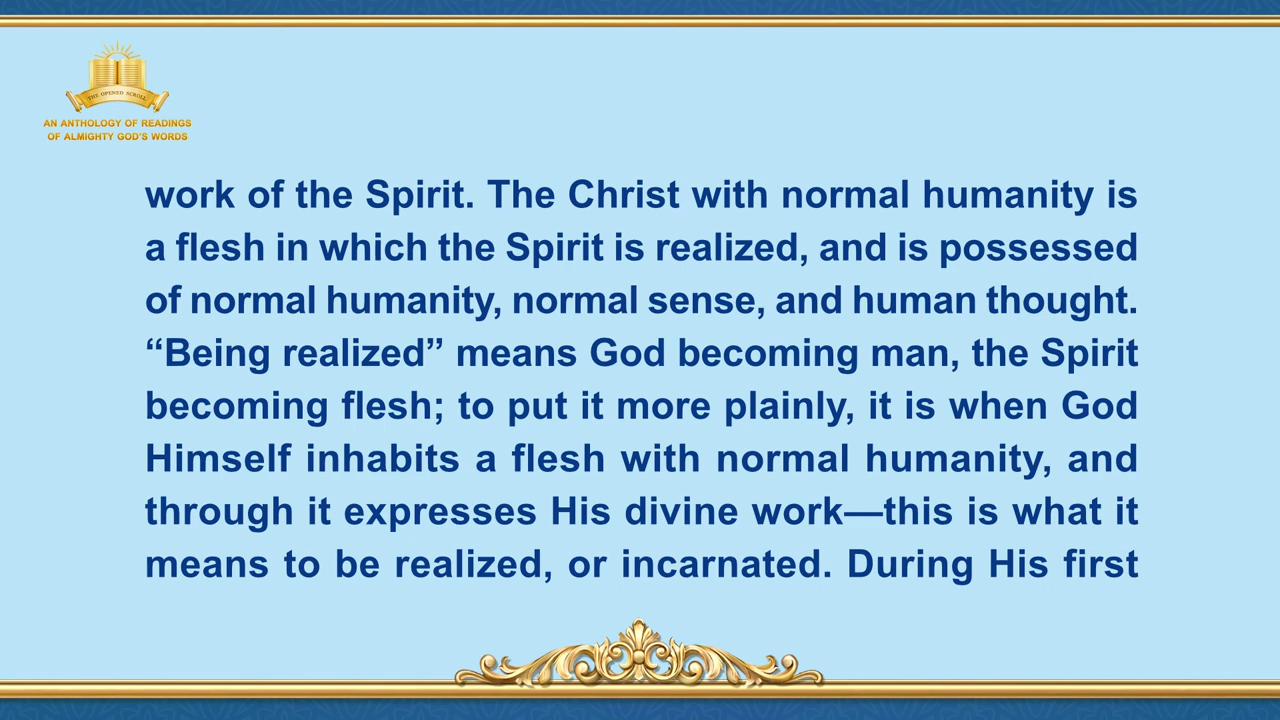 THE OPENED SCROLL
AN ANTHOLOGY OF READINGS
OF ALMIGHTY GOD'S WORDS
work of the Spirit. The Christ with normal humanity is
a flesh in which the Spirit is realized, and is possessed
of normal humanity, normal sense, and human thought.
“Being realized” means God becoming man, the Spirit
becoming flesh; to put it more plainly, it is when God
Himself inhabits a flesh with normal humanity, and
through it expresses His divine work—this is what it
means to be realized, or incarnated. During His first